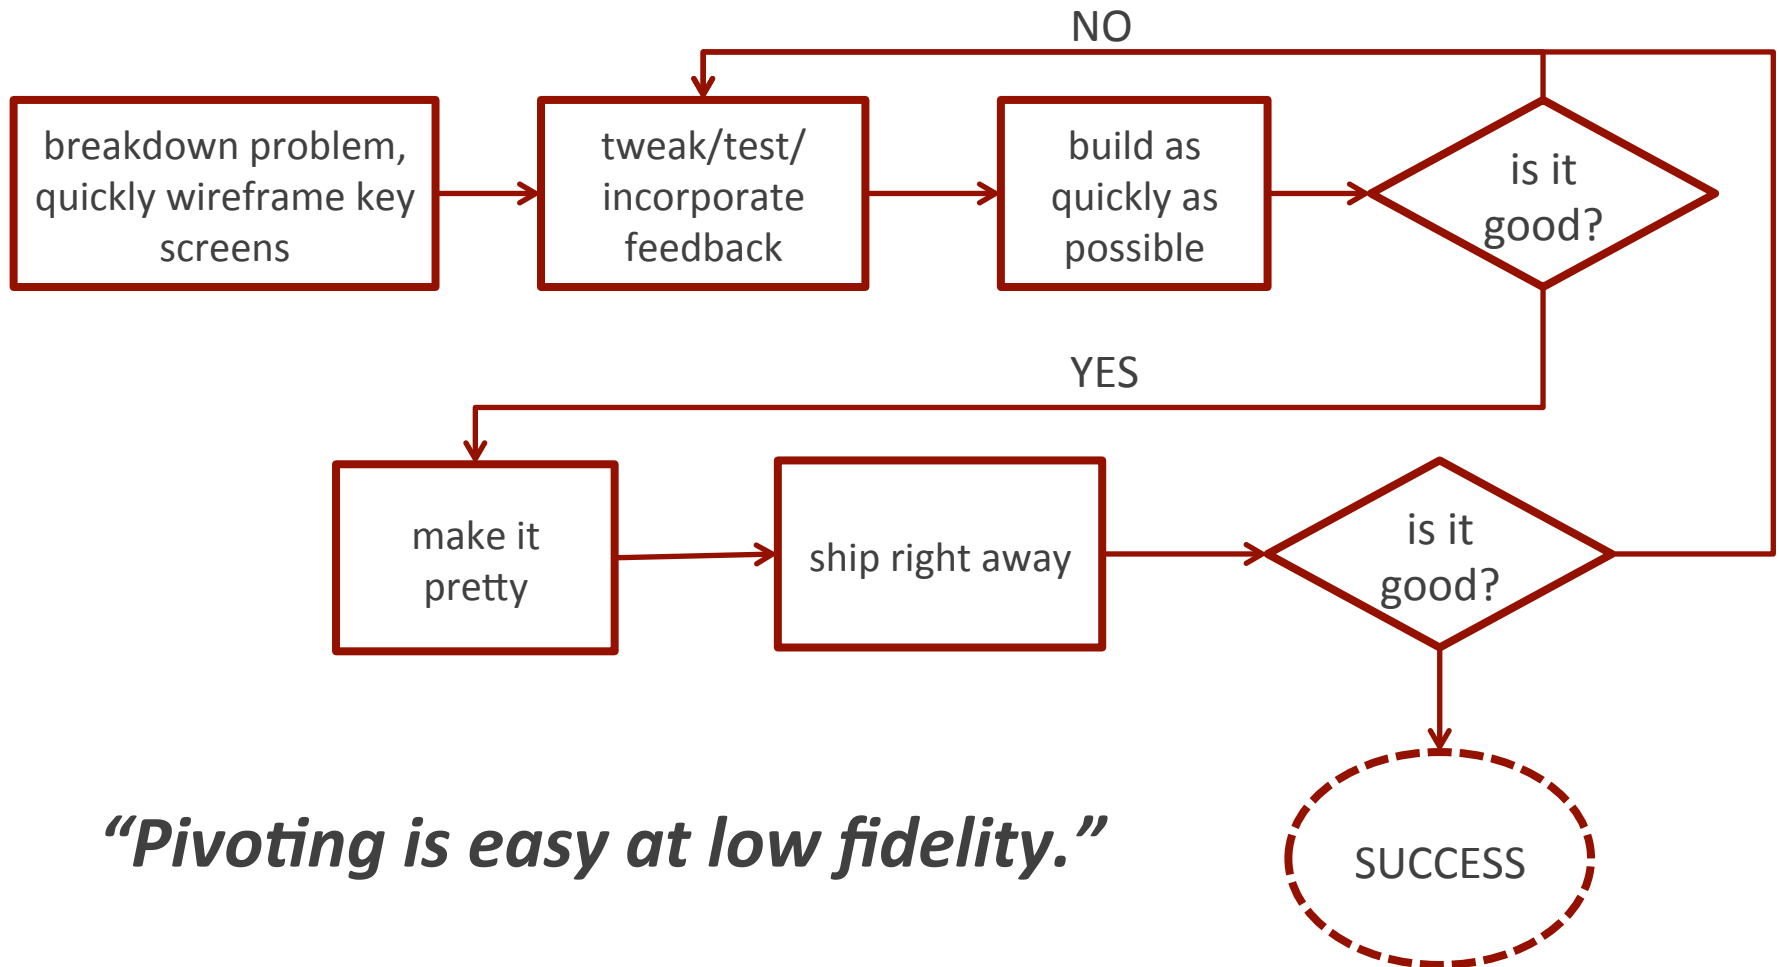 NO
breakdown problem,
quickly wireframe key
screens
tweak/test/
incorporate
feedback
build as
quickly as
possible
is it
good?
YES
make it
pretty
ship right away
is it
good?
“Pivoting is easy at low fidelity.”
SUCCESS